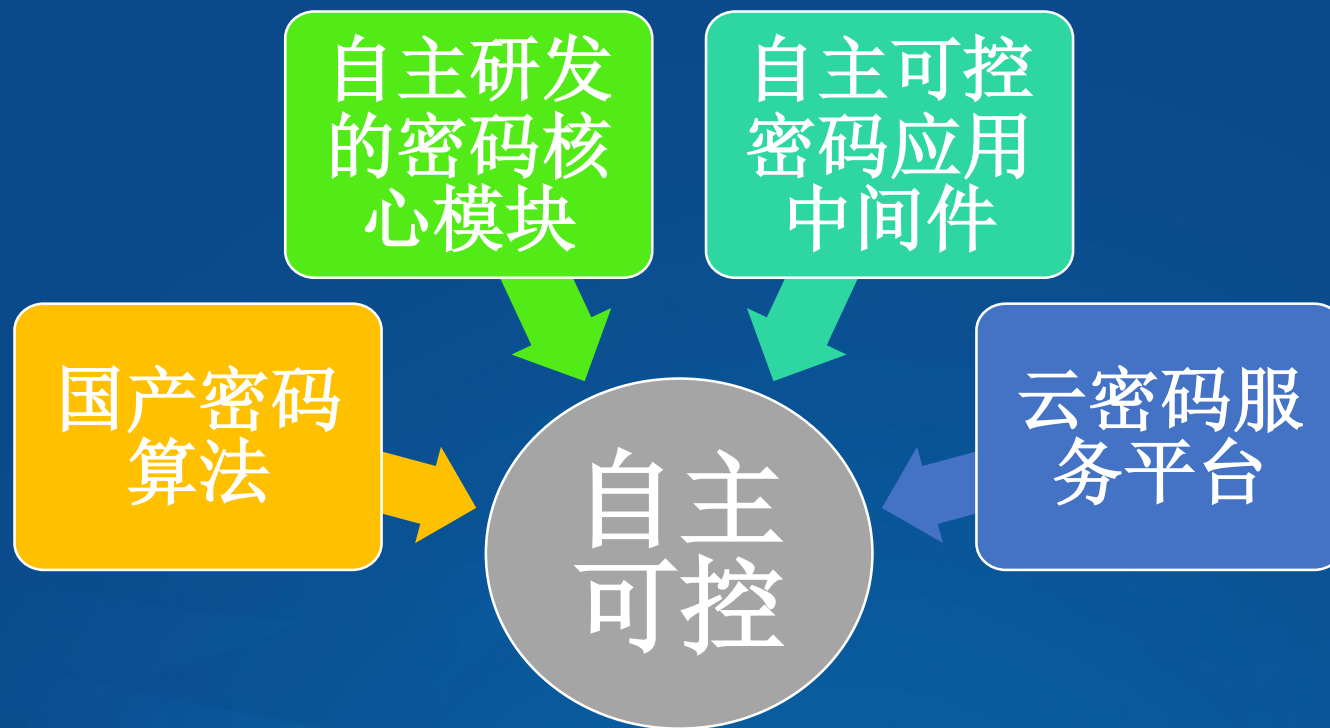 自主研发
的密码核
心模块
自主可控
密码应用
中间件
国产密码
算法
云密码服
务平台
自主
可控